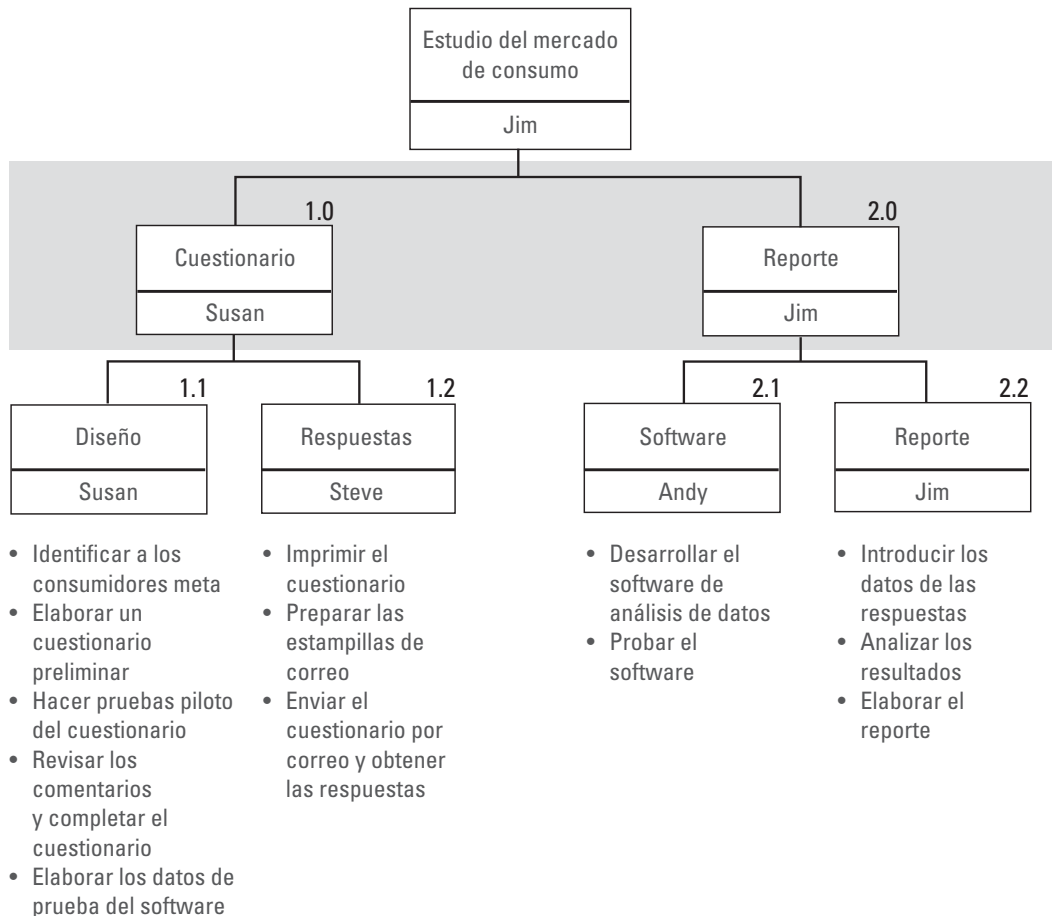 Estudio del mercado
de consumo
Jim
1.0
Cuestionario
Susan
2.0
Reporte
Jim
1.1
Diseño
Susan
1.2
Respuestas
Steve
2.1
Software
Andy
2.2
Reporte
Jim
• Identificar a los
consumidores meta
• Elaborar un
cuestionario
preliminar
• Hacer pruebas piloto
del cuestionario
• Revisar los
comentarios
y completar el
cuestionario
• Elaborar los datos de
prueba del software
• Imprimir el
cuestionario
• Preparar las
estampillas de
correo
• Enviar el
cuestionario por
correo y obtener
las respuestas
• Desarrollar el
software de
análisis de datos
• Probar el
software
• Introducir los
datos de las
respuestas
• Analizar los
resultados
• Elaborar el
reporte